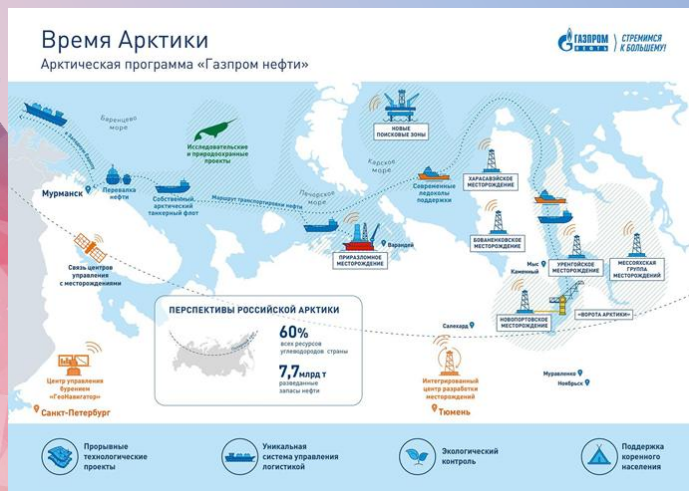 Время Арктики
Арктическая программа «Газпром нефти»
ГАЗПРОМ
НЕФТЬ
СТРЕМИМСЯ
К БОЛЬШЕМУ!
в Западную Европу
Баренцево
море
Исследовательские
и природоохранные
проекты
НОВЫЕ
ПОИСКОВЫЕ ЗОНЫ
Карское
море
Мурманск
Перевалка
нефти
Собственный
арктический
танкерный флот
Маршрут транспортировки нефти
Печорское
море
Современные
ледоколы
поддержки
ХАРАСАВЭЙСКОЕ
МЕСТОРОЖДЕНИЕ
Связь центров
управления
с месторождениями
ПРИРАЗЛОМНОЕ
МЕСТОРОЖДЕНИЕ
Варандей
БОВАНЕНКОВСКОЕ
МЕСТОРОЖДЕНИЕ
Мыс
Каменный
УРЕНГОЙСКОЕ
МЕСТОРОЖДЕНИЕ
МЕССОЯХСКАЯ
ГРУППА
МЕСТОРОЖДЕНИЙ
НОВОПОРТОВСКОЕ
МЕСТОРОЖДЕНИЕ
«ВОРОТА АРКТИКИ»
ПЕРСПЕКТИВЫ РОССИЙСКОЙ АРКТИКИ
60%
всех ресурсов
углеводородов страны
7,7 млрд т
разведанные
запасы нефти
Салехард
Муравленко
Ноябрьск
Центр управления
бурением
«ГеоНавигатор»
Санкт-Петербург
Интегрированный
центр разработки
месторождений
Тюмень
Прорывные
технологические
проекты
Уникальная
система управления
логистикой
Экологический
контроль
Поддержка
коренного
населения